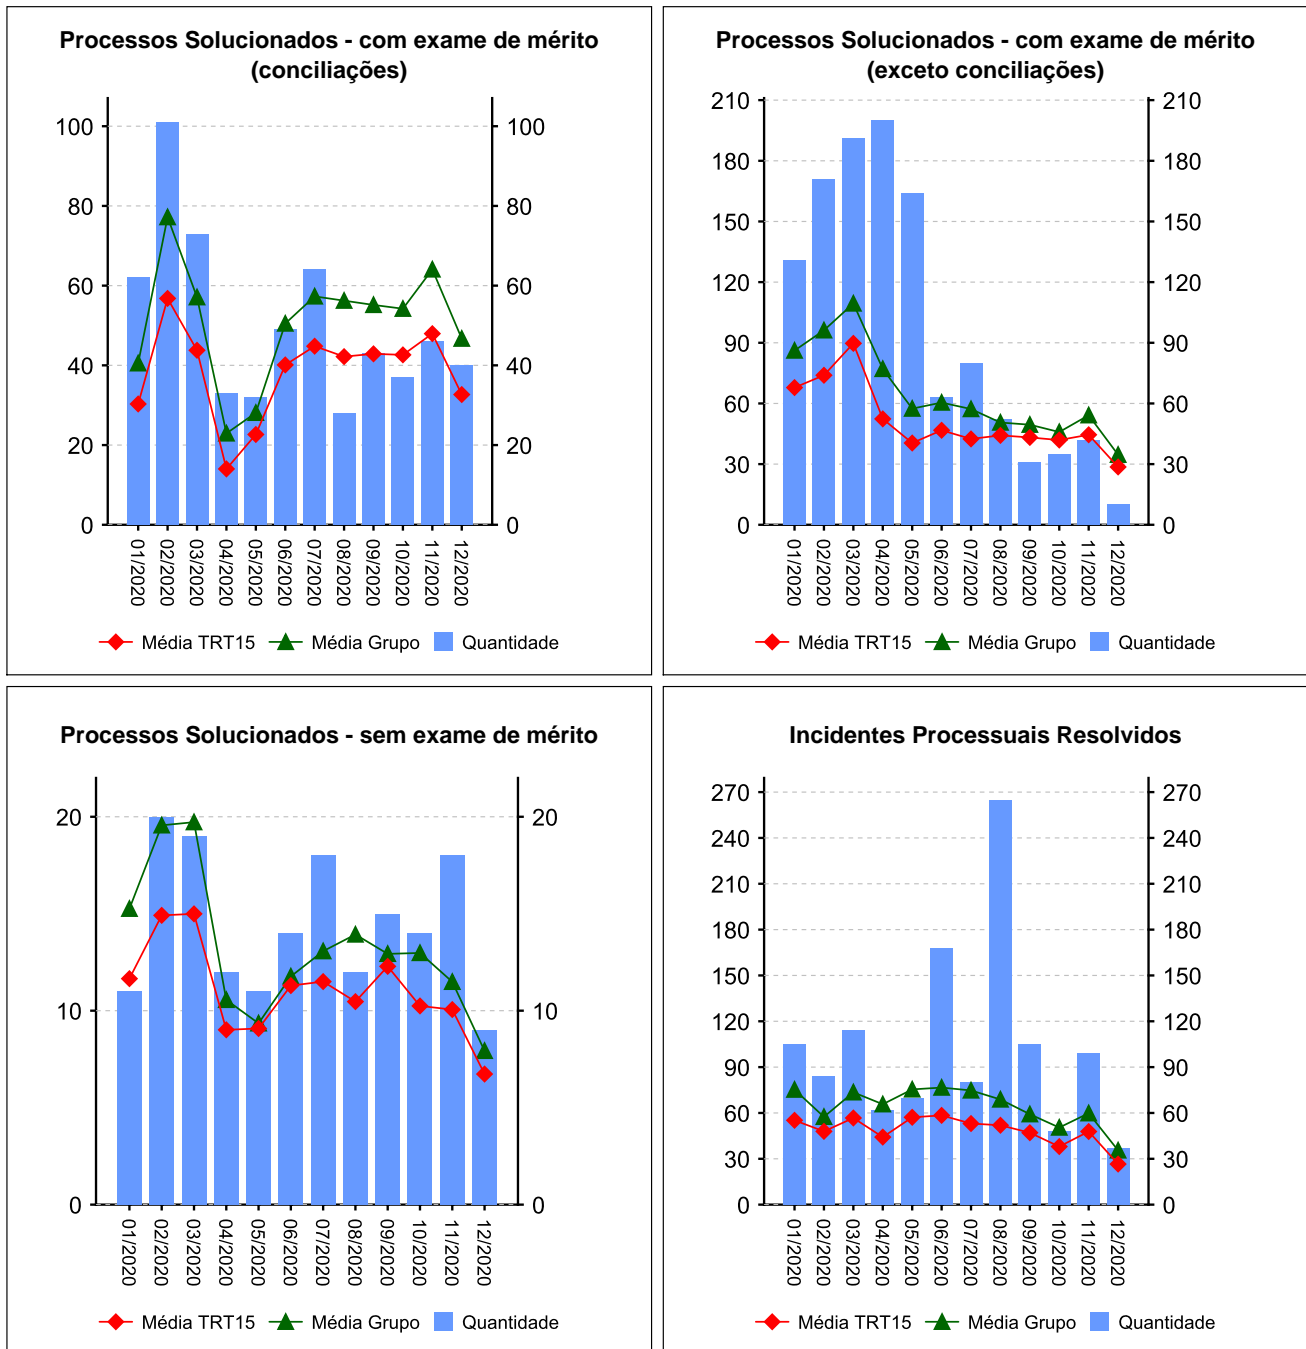 Processos Solucionados - com exame de mérito
(conciliações)
100 100
80 80
60 60
40 40
20 20
0 0
01/2020 02/2020 03/2020 04/2020 05/2020 06/2020 07/2020 08/2020 09/2020 10/2020 11/2020 12/2020
Média TRT15 Média Grupo Quantidade
Processos Solucionados - com exame de mérito
(exceto conciliações)
210 210
180 180
150 150
120 120
90 90
60 60
30 30
0 0
01/2020 02/2020 03/2020 04/2020 05/2020 06/2020 07/2020 08/2020 09/2020 10/2020 11/2020 12/2020
Média TRT15 Média Grupo Quantidade
Processos Solucionados - sem exame de mérito
20 20
10 10
0 0
01/2020 02/2020 03/2020 04/2020 05/2020 06/2020 07/2020 08/2020 09/2020 10/2020 11/2020 12/2020
Média TRT15 Média Grupo Quantidade
Incidentes Processuais Resolvidos
270 270
240 240
210 210
180 180
150 150
120 120
90 90
60 60
30 30
0 0
01/2020 02/2020 03/2020 04/2020 05/2020 06/2020 07/2020 08/2020 09/2020 10/2020 11/2020 12/2020
Média TRT15 Média Grupo Quantidade